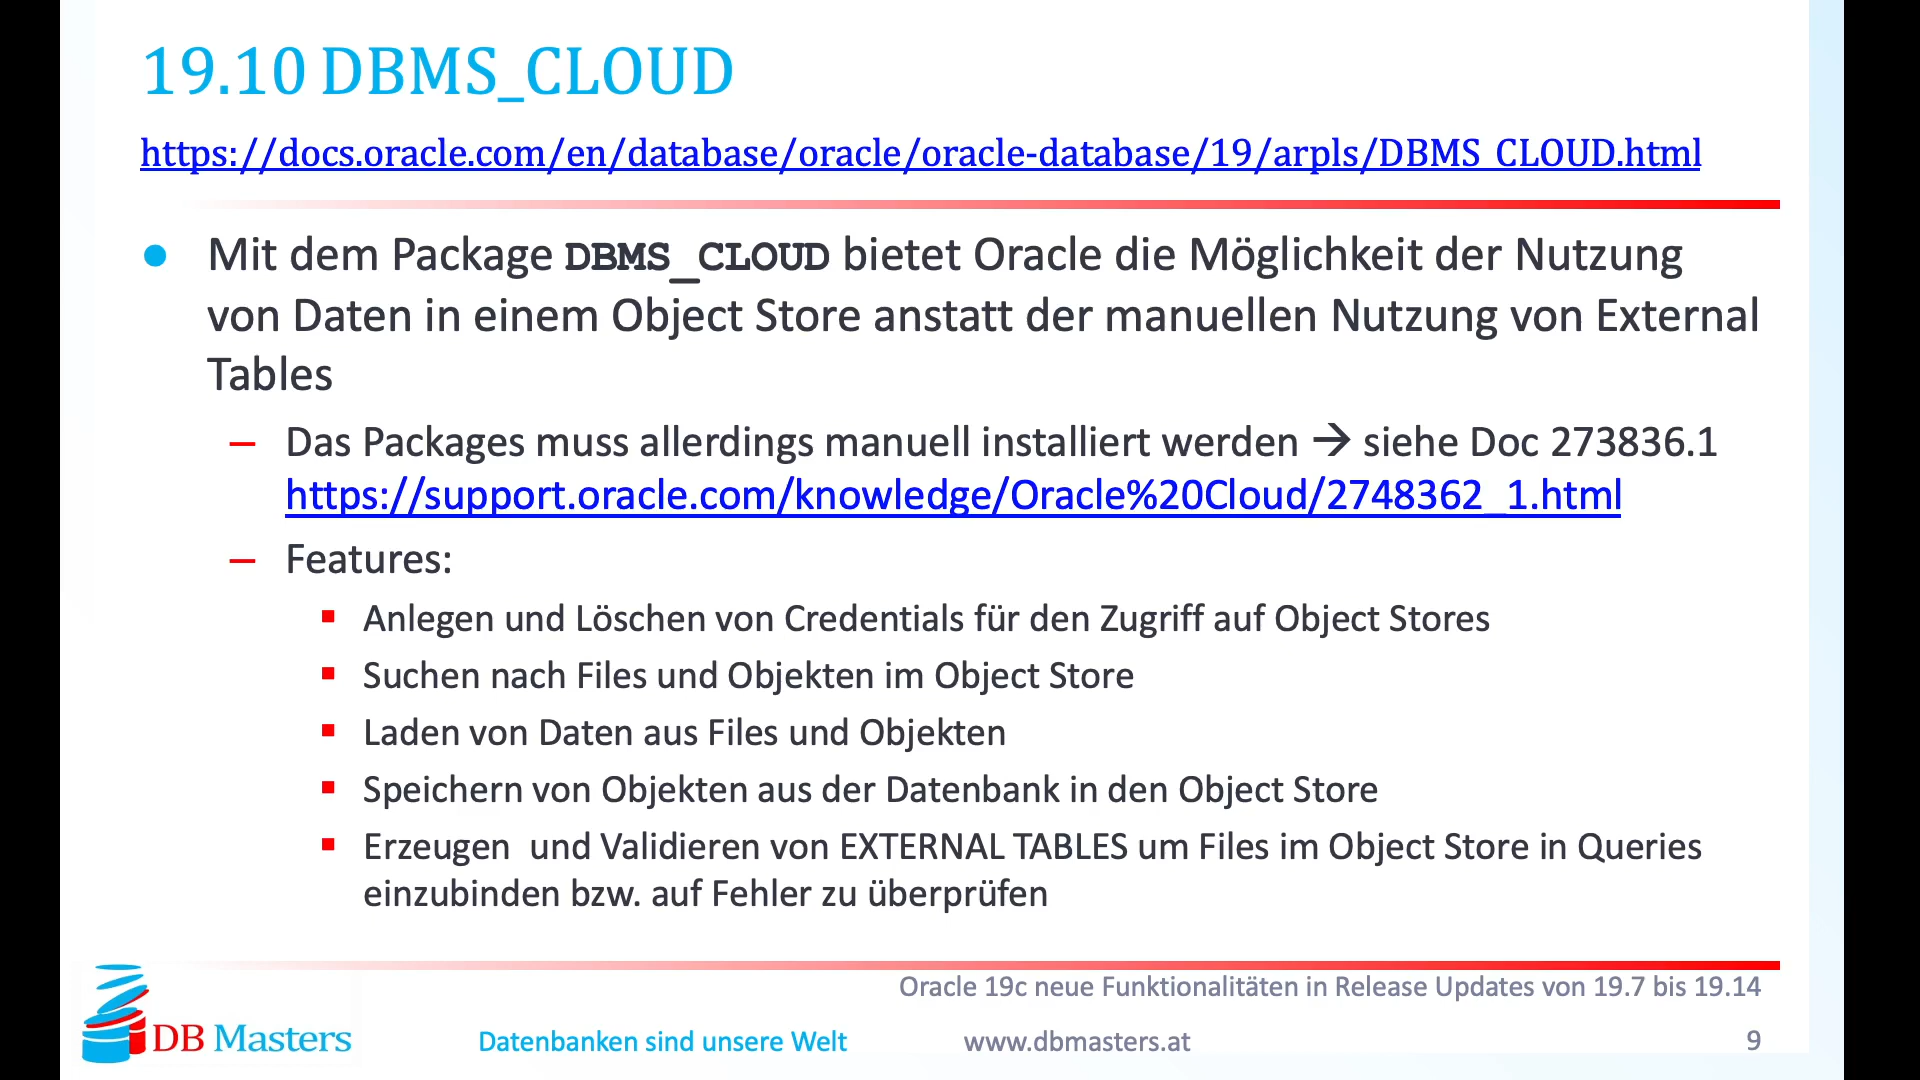 19.10 DBMS_CLOUD
https://docs.oracle.com/en/database/oracle/oracle-database/19/arpls/DBMS_CLOUD.html
Mit dem Package DBMS_CLOUD bietet Oracle die Möglichkeit der Nutzung
von Daten in einem Object Store anstatt der manuellen Nutzung von External
Tables
– Das Packages muss allerdings manuell installiert werden → siehe Doc 273836.1
https://support.oracle.com/knowledge/Oracle%20Cloud/2748362_1.html
– Features:
Anlegen und Löschen von Credentials für den Zugriff auf Object Stores
Suchen nach Files und Objekten im Object Store
Laden von Daten aus Files und Objekten
Speichern von Objekten aus der Datenbank in den Object Store
Erzeugen  und Validieren von EXTERNAL TABLES um Files im Object Store in Queries
einzubinden bzw. auf Fehler zu überprüfen
Oracle 19c neue Funktionalitäten in Release Updates von 19.7 bis 19.14
DB Masters
Datenbanken sind unsere Welt
www.dbmasters.at
9